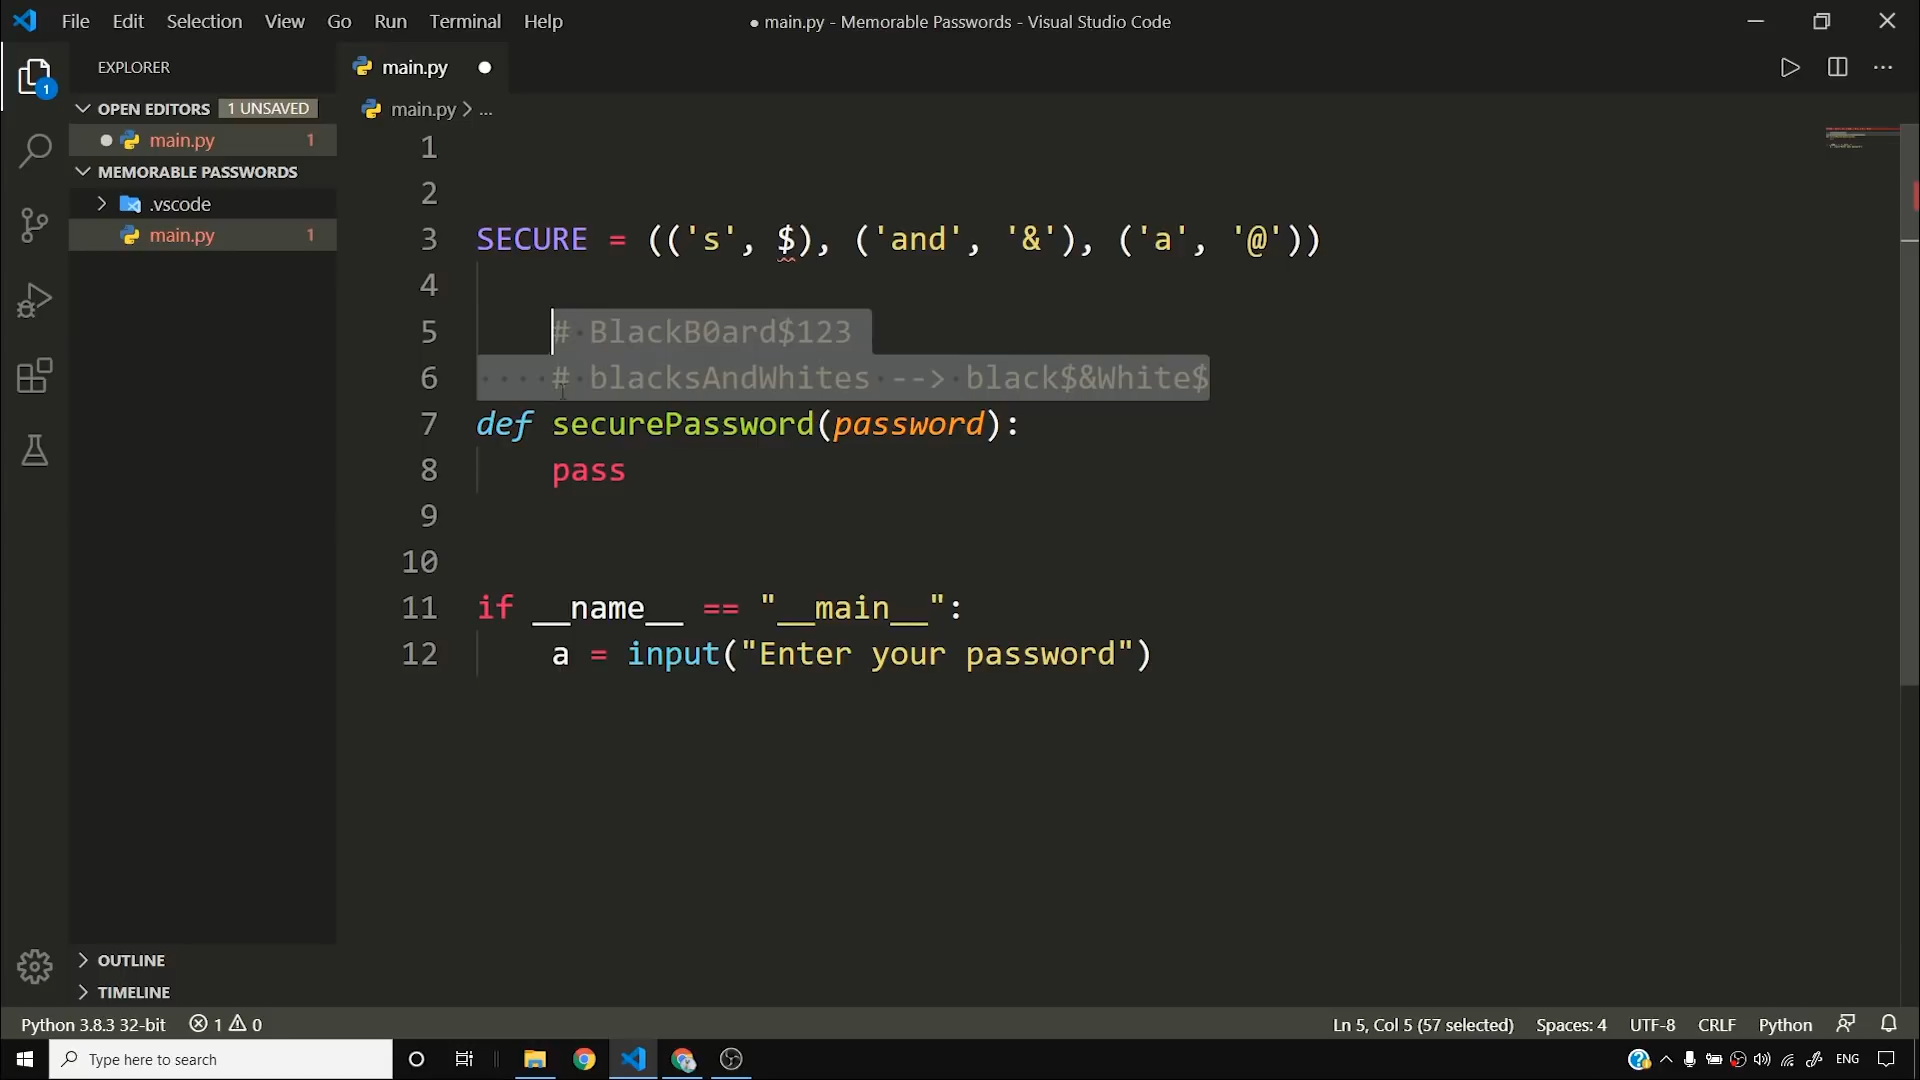 File Edit Selection View Go Run Terminal Help
● main.py - Memorable Passwords - Visual Studio Code
EXPLORER
OPEN EDITORS 1 UNSAVED
main.py 1
MEMORABLE PASSWORDS
.vscode
main.py 1
OUTLINE
TIMELINE
main.py
main.py > ...
1
2
3 SECURE = (('s', $), ('and', '&'), ('a', '@'))
4
5 # BlackB0ard$123
6 # blacksAndWhites --> black$&White$
7 def securePassword(password):
8 pass
9
10
11 if __name__ == "__main__":
12 a = input("Enter your password")
Python 3.8.3 32-bit 1 0
Ln 5, Col 5 (57 selected) Spaces: 4 UTF-8 CRLF Python
Type here to search
ENG